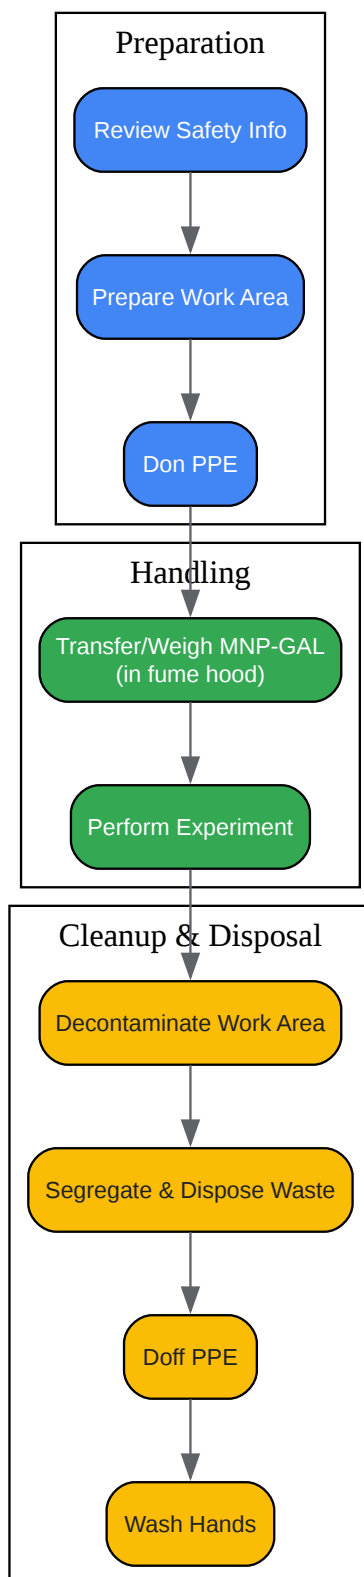 Preparation
Review Safety Info
Prepare Work Area
Don PPE
Handling
Transfer/Weigh MNP-GAL
(in fume hood)
Perform Experiment
Cleanup & Disposal
Decontaminate Work Area
Segregate & Dispose Waste
Doff PPE
Wash Hands